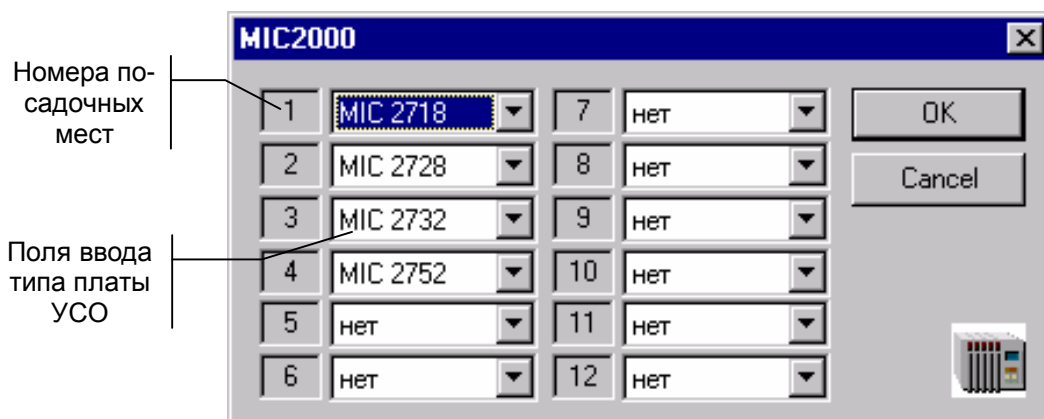 MIC2000
Номера по-
садочных
мест
1 MIC 2718 7 нет OK
2 MIC 2728 8 нет Cancel
3 MIC 2732 9 нет
Поля ввода
типа платы
УСО
4 MIC 2752 10 нет
5 нет 11 нет
6 нет 12 нет